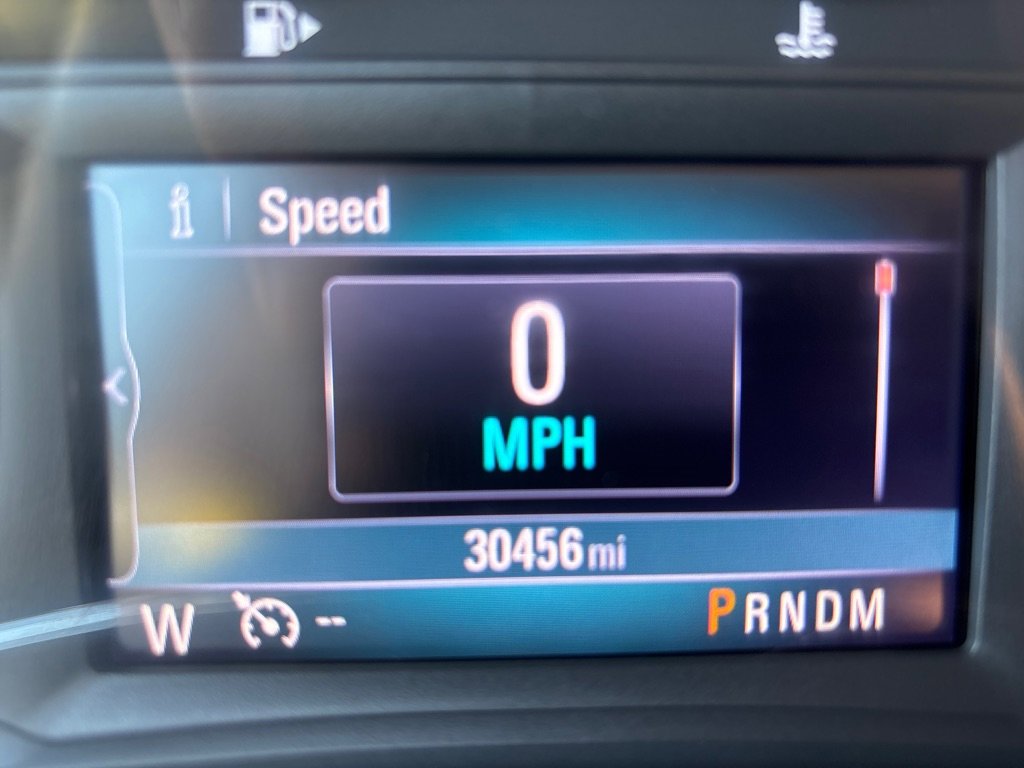 i Speed
0
MPH
30456 mi
W --
PRNDM